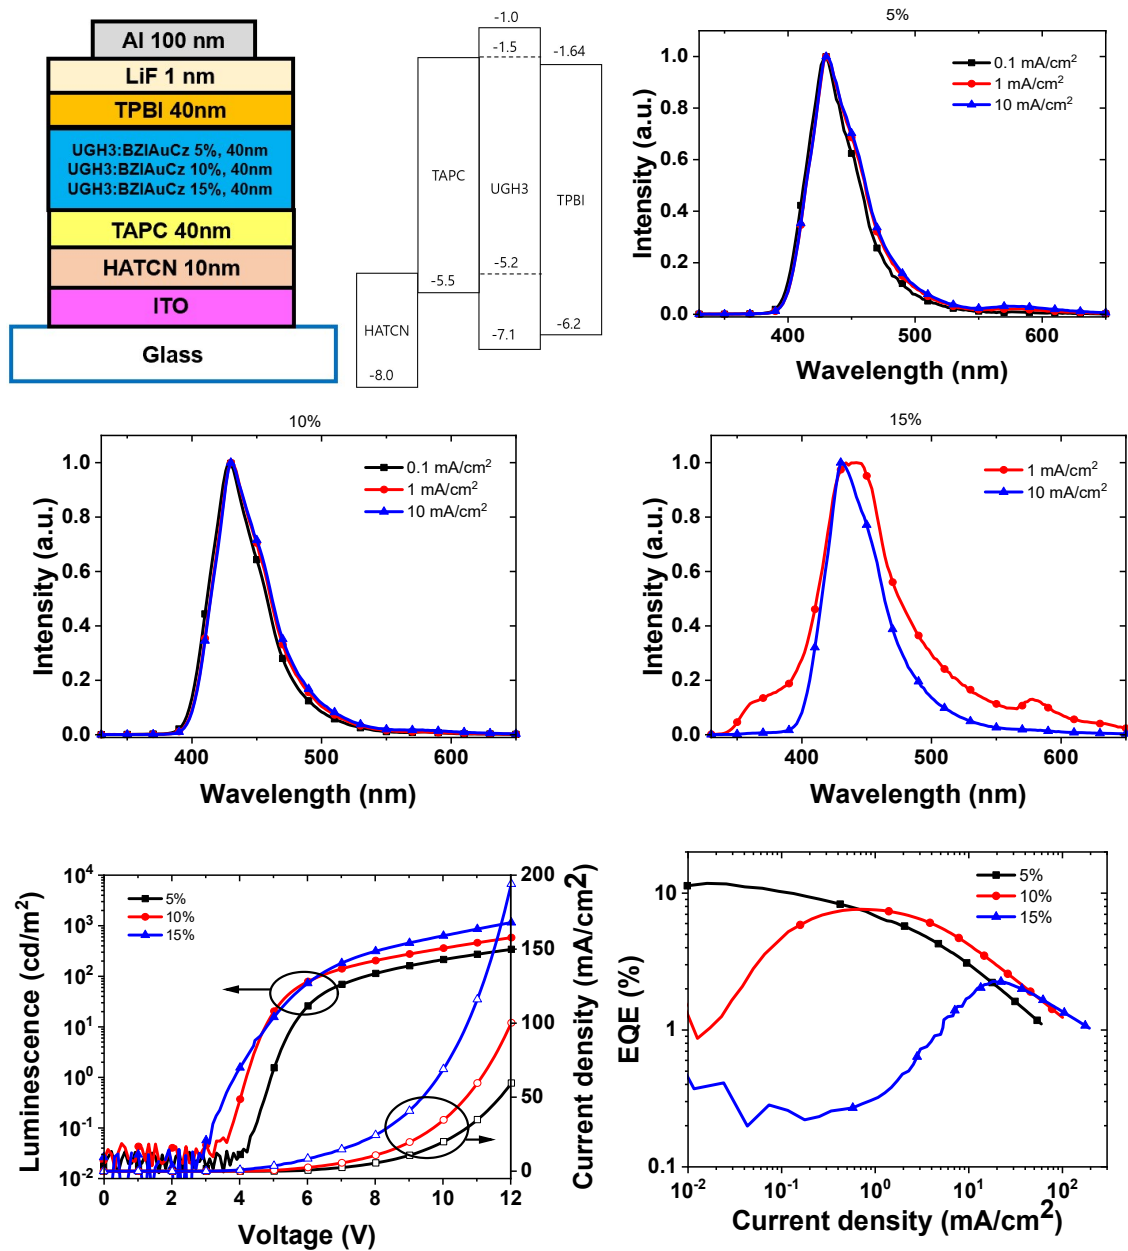 Al 100 nm
LiF 1 nm
TPBI 40nm
UGH3:BZIAuCz 5%, 40nm
UGH3:BZIAuCz 10%, 40nm
UGH3:BZIAuCz 15%, 40nm
TAPC 40nm
HATCN 10nm
ITO
Glass
-1.0
-1.5
-1.64
TAPC
UGH3
TPBI
-5.2
-5.5
-6.2
HATCN
-7.1
-8.0
5%
0.1 mA/cm²
1 mA/cm²
10 mA/cm²
Intensity (a.u.)
1.0
0.8
0.6
0.4
0.2
0.0
400
500
600
Wavelength (nm)
10%
0.1 mA/cm²
1 mA/cm²
10 mA/cm²
Intensity (a.u.)
1.0
0.8
0.6
0.4
0.2
0.0
400
500
600
Wavelength (nm)
15%
1 mA/cm²
10 mA/cm²
Intensity (a.u.)
1.0
0.8
0.6
0.4
0.2
0.0
400
500
600
Wavelength (nm)
Luminescence (cd/m²)
10⁴
10³
10²
10¹
10⁰
10⁻¹
10⁻²
5%
10%
15%
200
150
100
50
0
Current density (mA/cm²)
0
2
4
6
8
10
12
Voltage (V)
EQE (%)
10
1
0.1
5%
10%
15%
10⁻²
10⁻¹
10⁰
10¹
10²
Current density (mA/cm²)